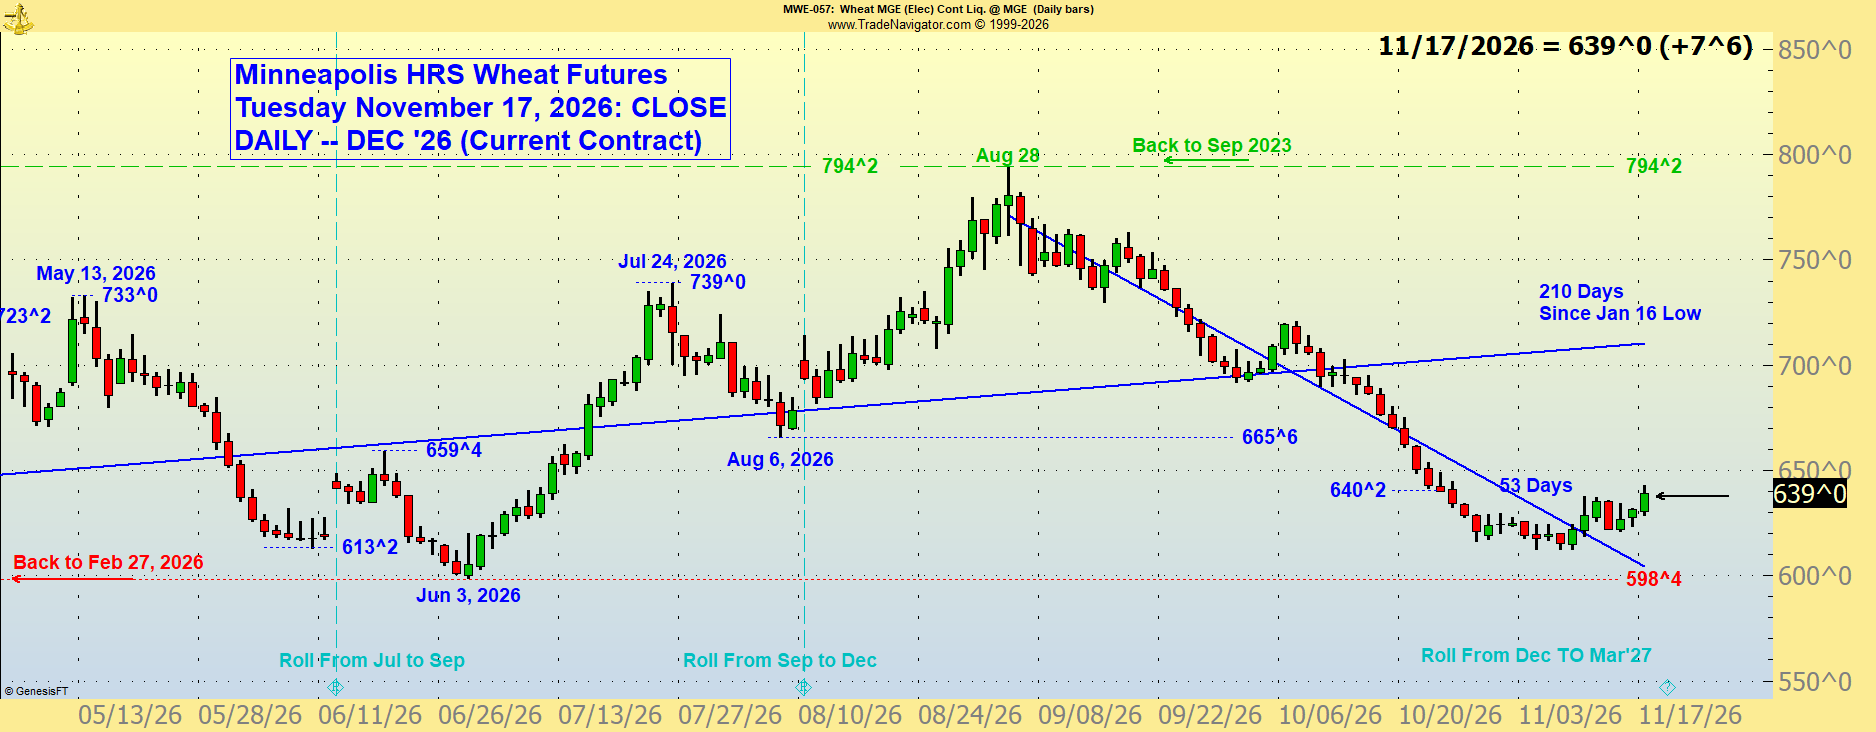 MWE-057: Wheat MGE (Elec) Cont Liq. @ MGE (Daily bars)
www.TradeNavigator.com © 1999-2026
11/17/2026 = 639^0 (+7^6)
Minneapolis HRS Wheat Futures
Tuesday November 17, 2026: CLOSE
DAILY -- DEC '26 (Current Contract)
850^0
800^0
750^0
700^0
650^0
639^0
600^0
550^0
Back to Sep 2023
Aug 28
794^2
794^2
May 13, 2026
733^0
723^2
Jul 24, 2026
739^0
210 Days
Since Jan 16 Low
659^4
665^6
Aug 6, 2026
640^2
53 Days
613^2
Back to Feb 27, 2026
598^4
Jun 3, 2026
Roll From Jul to Sep
Roll From Sep to Dec
Roll From Dec TO Mar'27
© GenesisFT
05/13/26 05/28/26 06/11/26 06/26/26 07/13/26 07/27/26 08/10/26 08/24/26 09/08/26 09/22/26 10/06/26 10/20/26 11/03/26 11/17/26